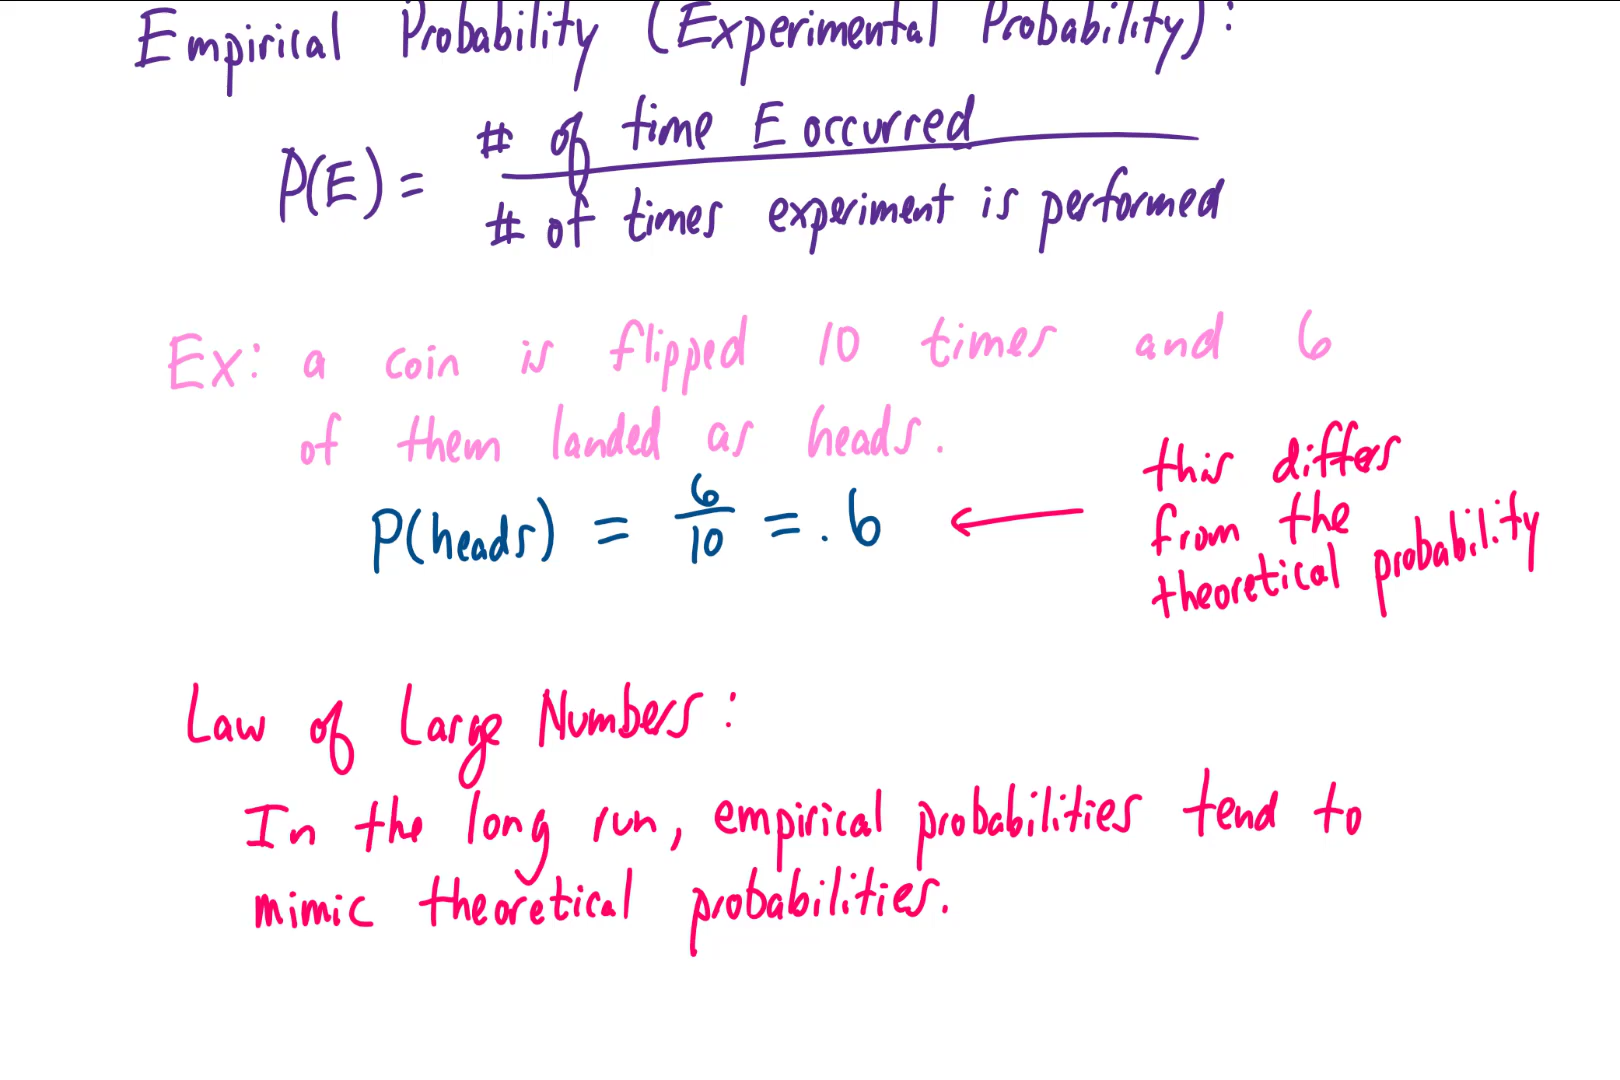 Empirical Probability (Experimental Probability):
P(E) = # of time E occurred
# of times experiment is performed
Ex: a coin is flipped 10 times and 6
of them landed as heads.
P(heads) = 6/10 = .6
this differs
from the
theoretical probability
Law of Large Numbers:
In the long run, empirical probabilities tend to
mimic theoretical probabilities.